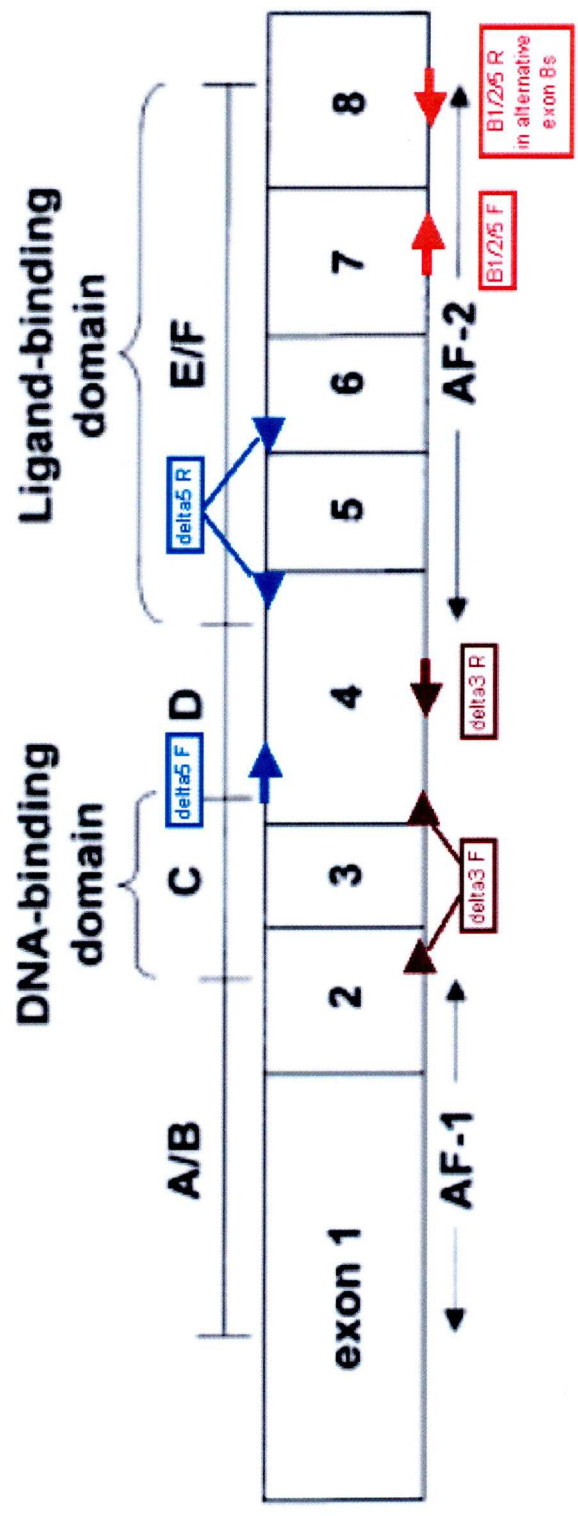 DNA-binding
domain
Ligand-binding
domain
A/B
C
D
E/F
delta5 F
delta5 R
exon 1
2
3
4
5
6
7
8
AF-1
AF-2
delta3 F
delta3 R
B1/2/5 F
B1/2/5 R
in alternative
exon 8s